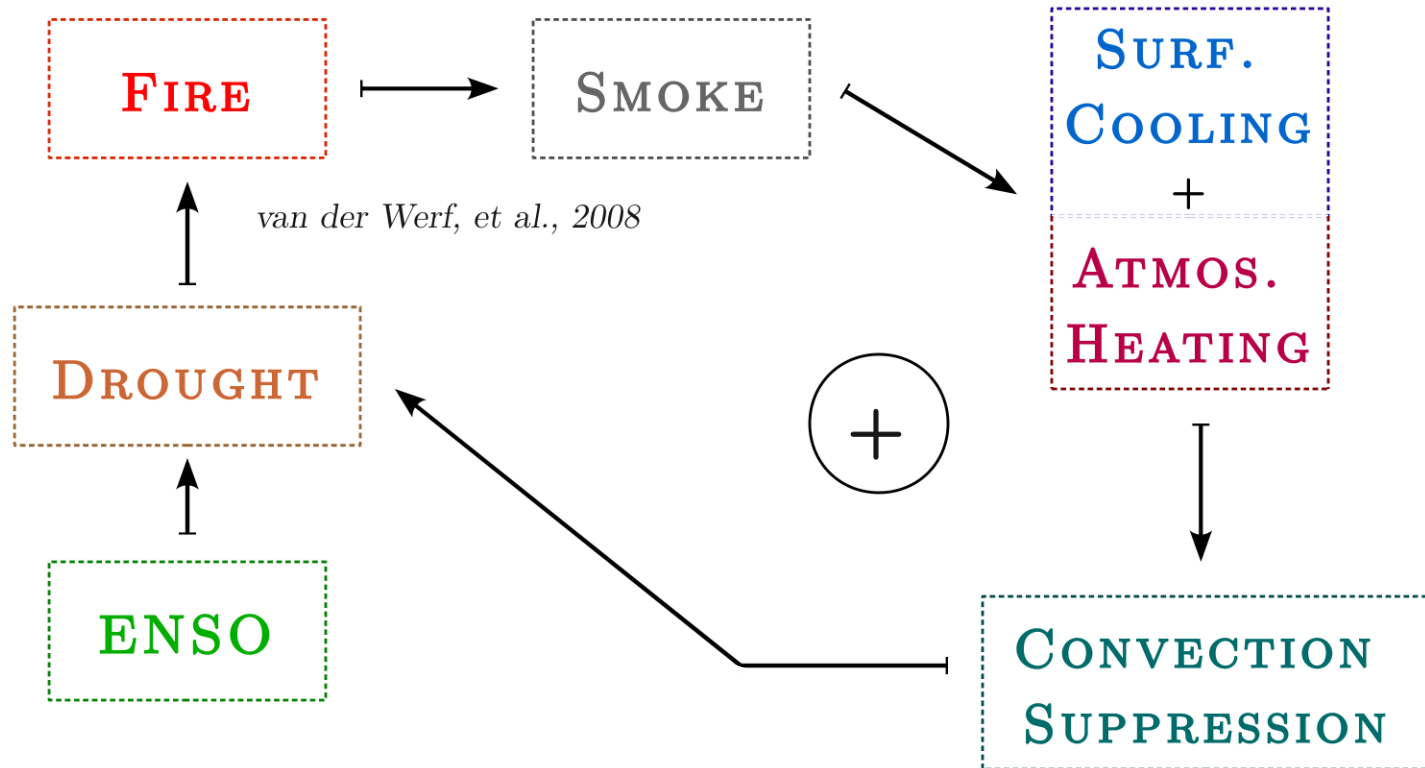 FIRE
SMOKE
SURF.
COOLING
+
ATMOS.
HEATING
van der Werf, et al., 2008
DROUGHT
+
ENSO
CONVECTION
SUPPRESSION